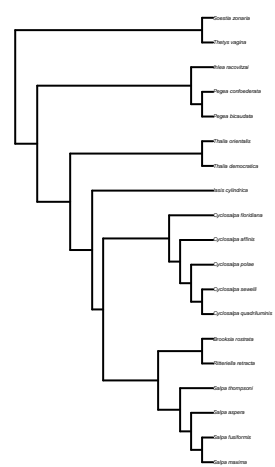 Soestia zonaria
Thetys vagina
Ihlea racovitzai
Pegea confoederata
Pegea bicaudata
Thalia orientalis
Thalia democratica
Iasis cylindrica
Cyclosalpa floridiana
Cyclosalpa affinis
Cyclosalpa polae
Cyclosalpa sewelli
Cyclosalpa quadriluminis
Brooksia rostrata
Ritteriella retracta
Salpa thompsoni
Salpa aspera
Salpa fusiformis
Salpa maxima